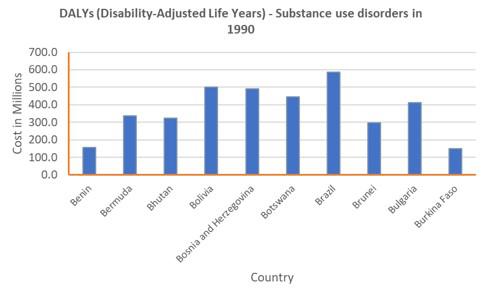 DALYs (Disability-Adjusted Life Years) - Substance use disorders in
1990
Cost in Millions
700.0
600.0
500.0
400.0
300.0
200.0
100.0
0.0
Benin
Bermuda
Bhutan
Bolivia
Bosnia and Herzegovina
Botswana
Brazil
Brunei
Bulgaria
Burkina Faso
Country